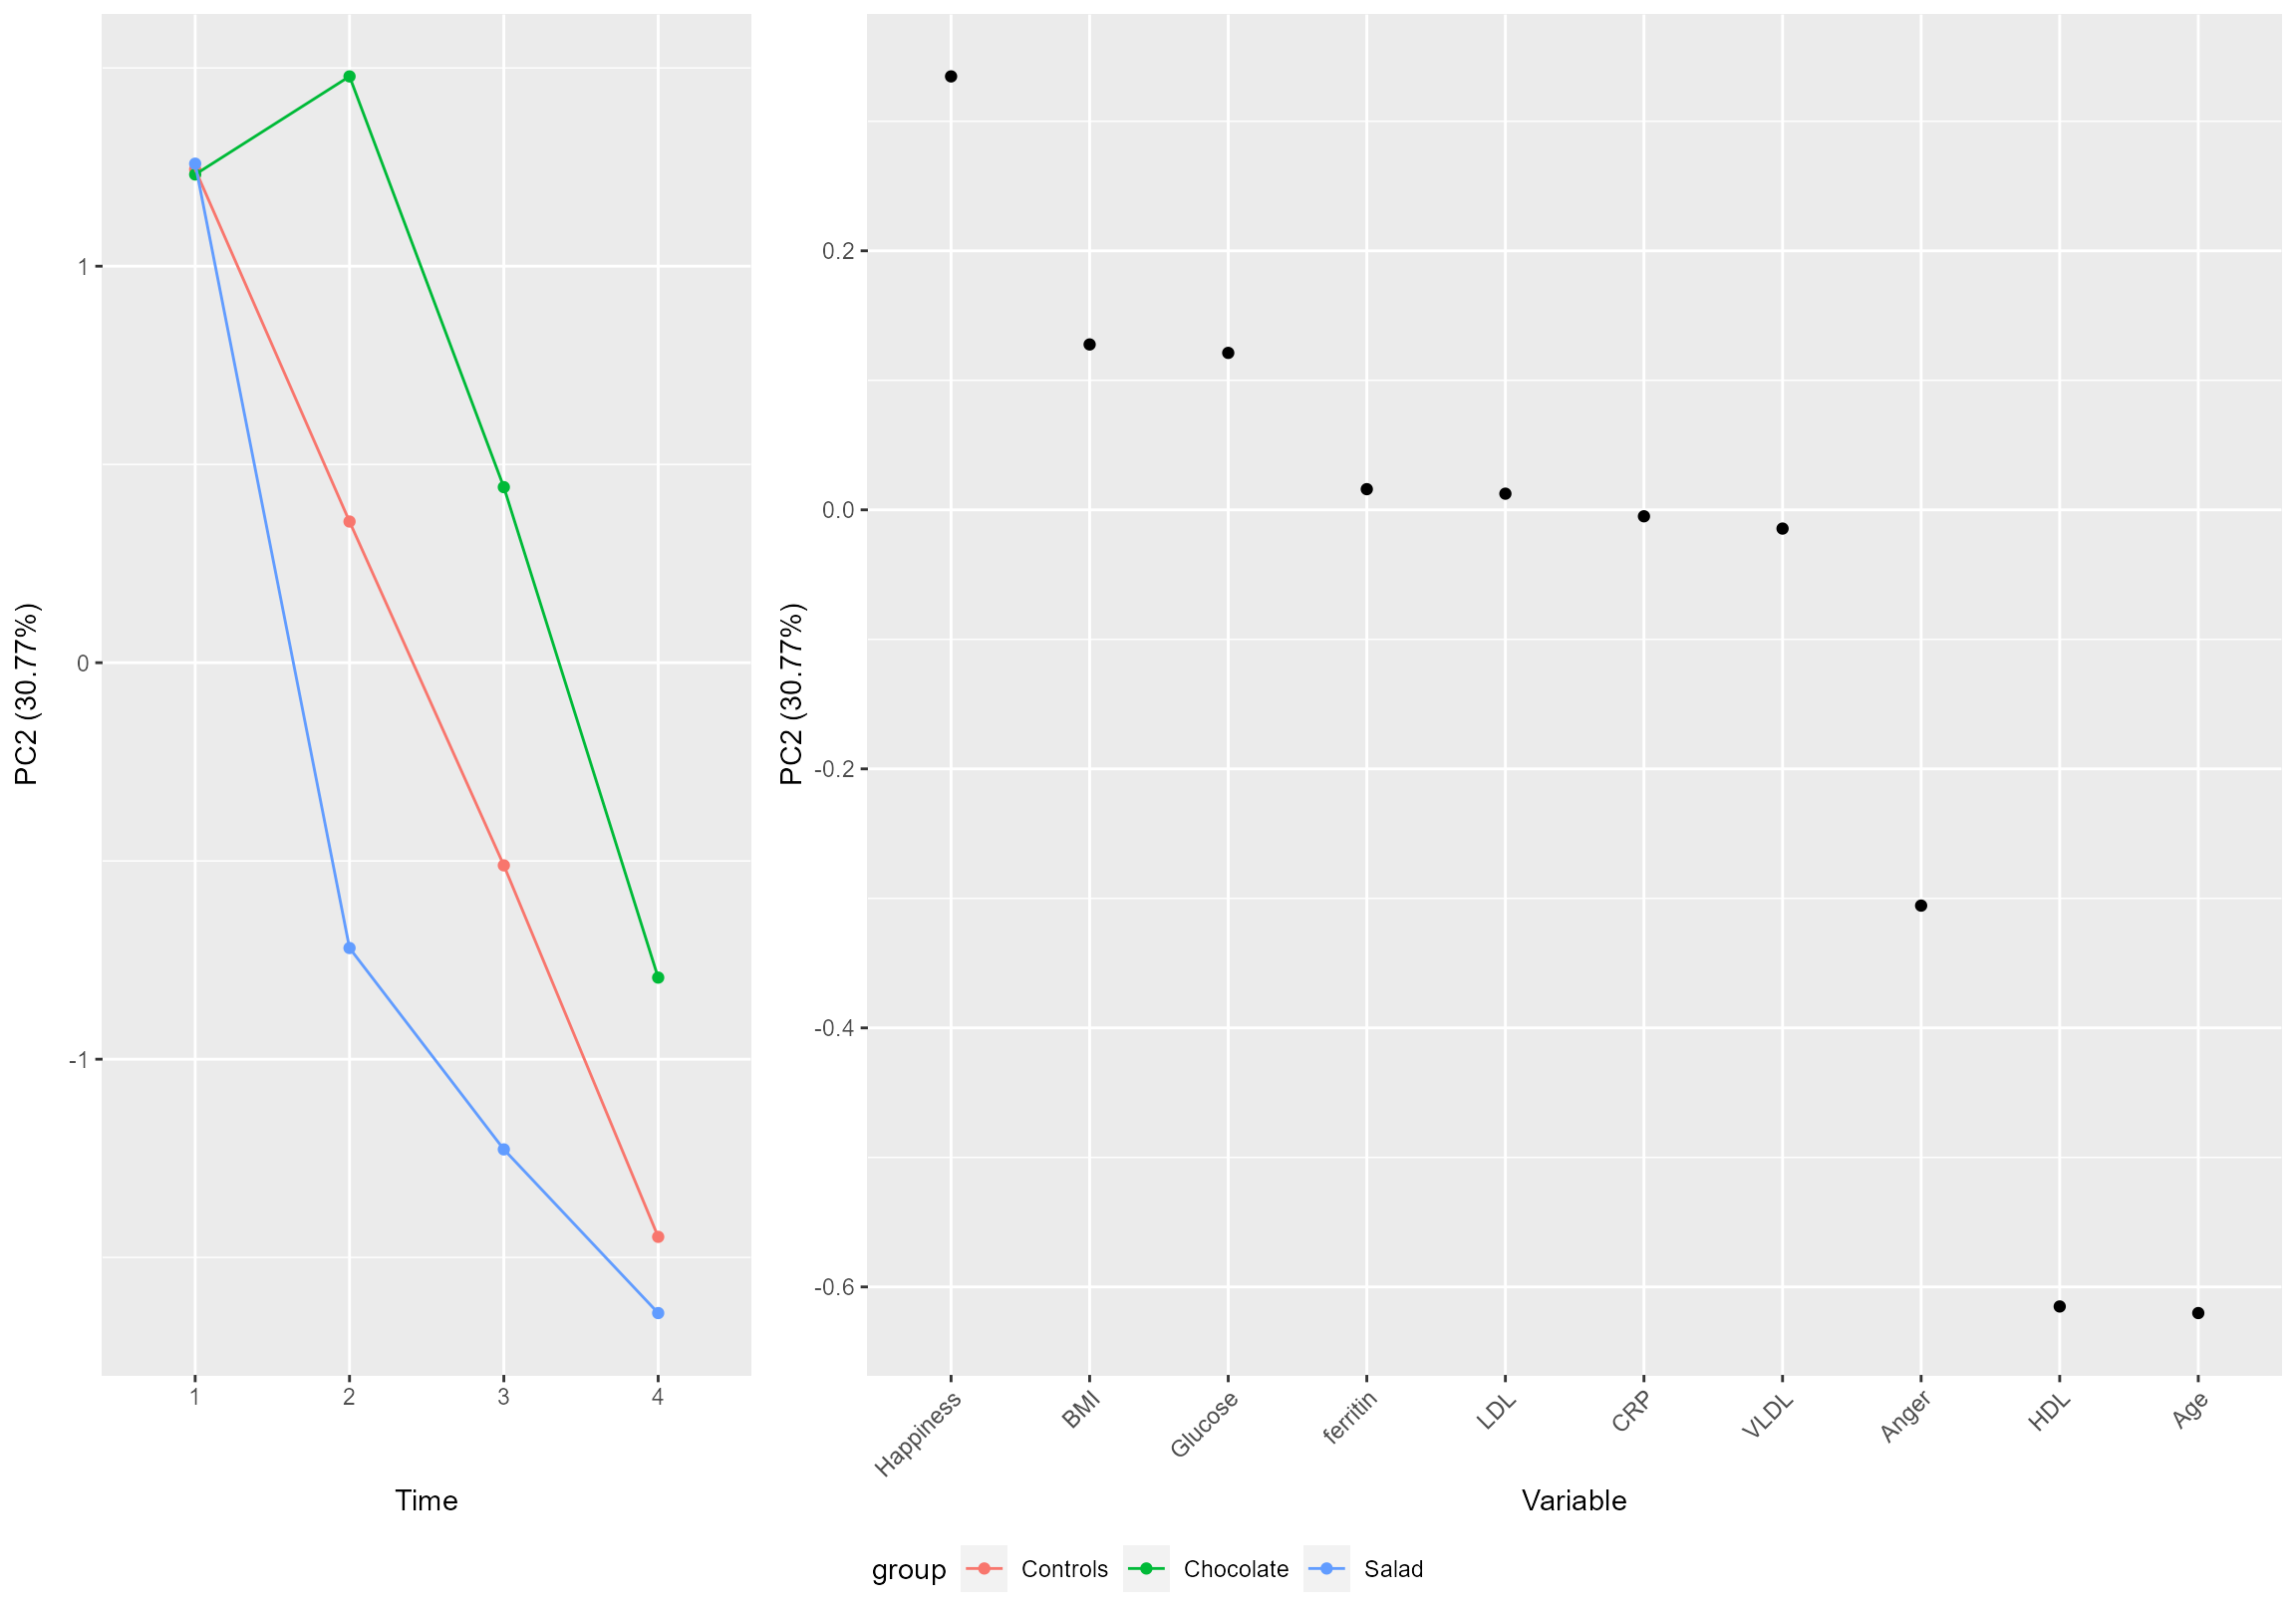 PC2 (30.77%)
1
0
-1
1 2 3 4
Time
PC2 (30.77%)
0.2
0.0
-0.2
-0.4
-0.6
Happiness BMI Glucose ferritin LDL CRP VLDL Anger HDL Age
Variable
group Controls Chocolate Salad